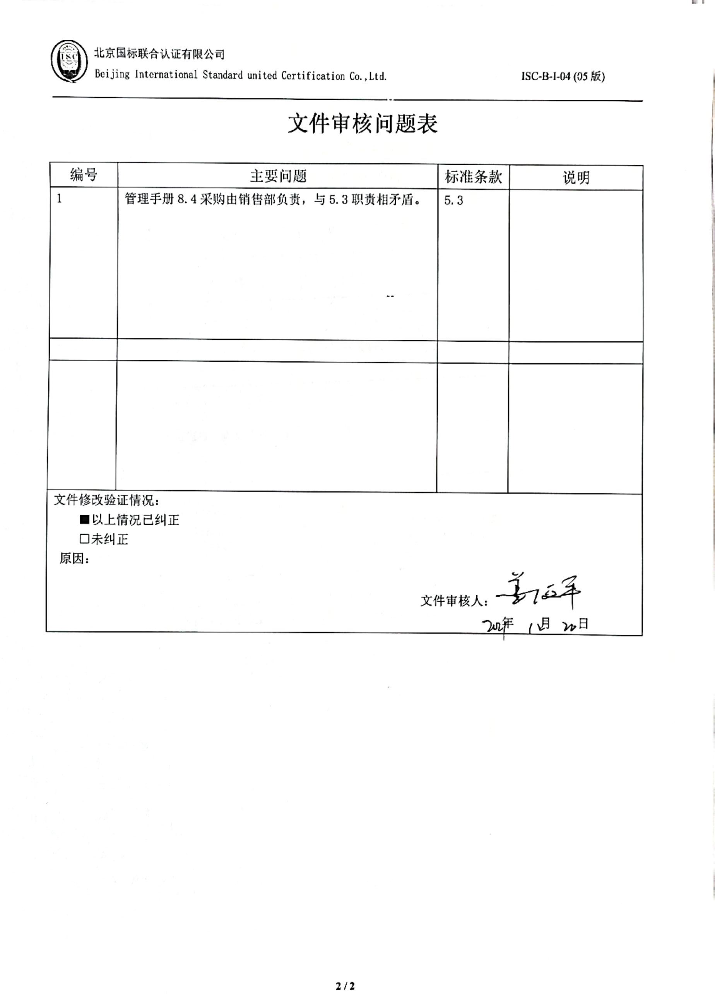 ISC
北京国标联合认证有限公司
Beijing International Standard united Certification Co.,Ltd.
ISC-B-I-04 (05 版)
文件审核问题表
编号 主要问题 标准条款 说明
1 管理手册 8.4 采购由销售部负责，与 5.3 职责相矛盾。 5.3
文件修改验证情况：
■以上情况已纠正
□未纠正
原因：
文件审核人：
年 1月 20日
2 / 2